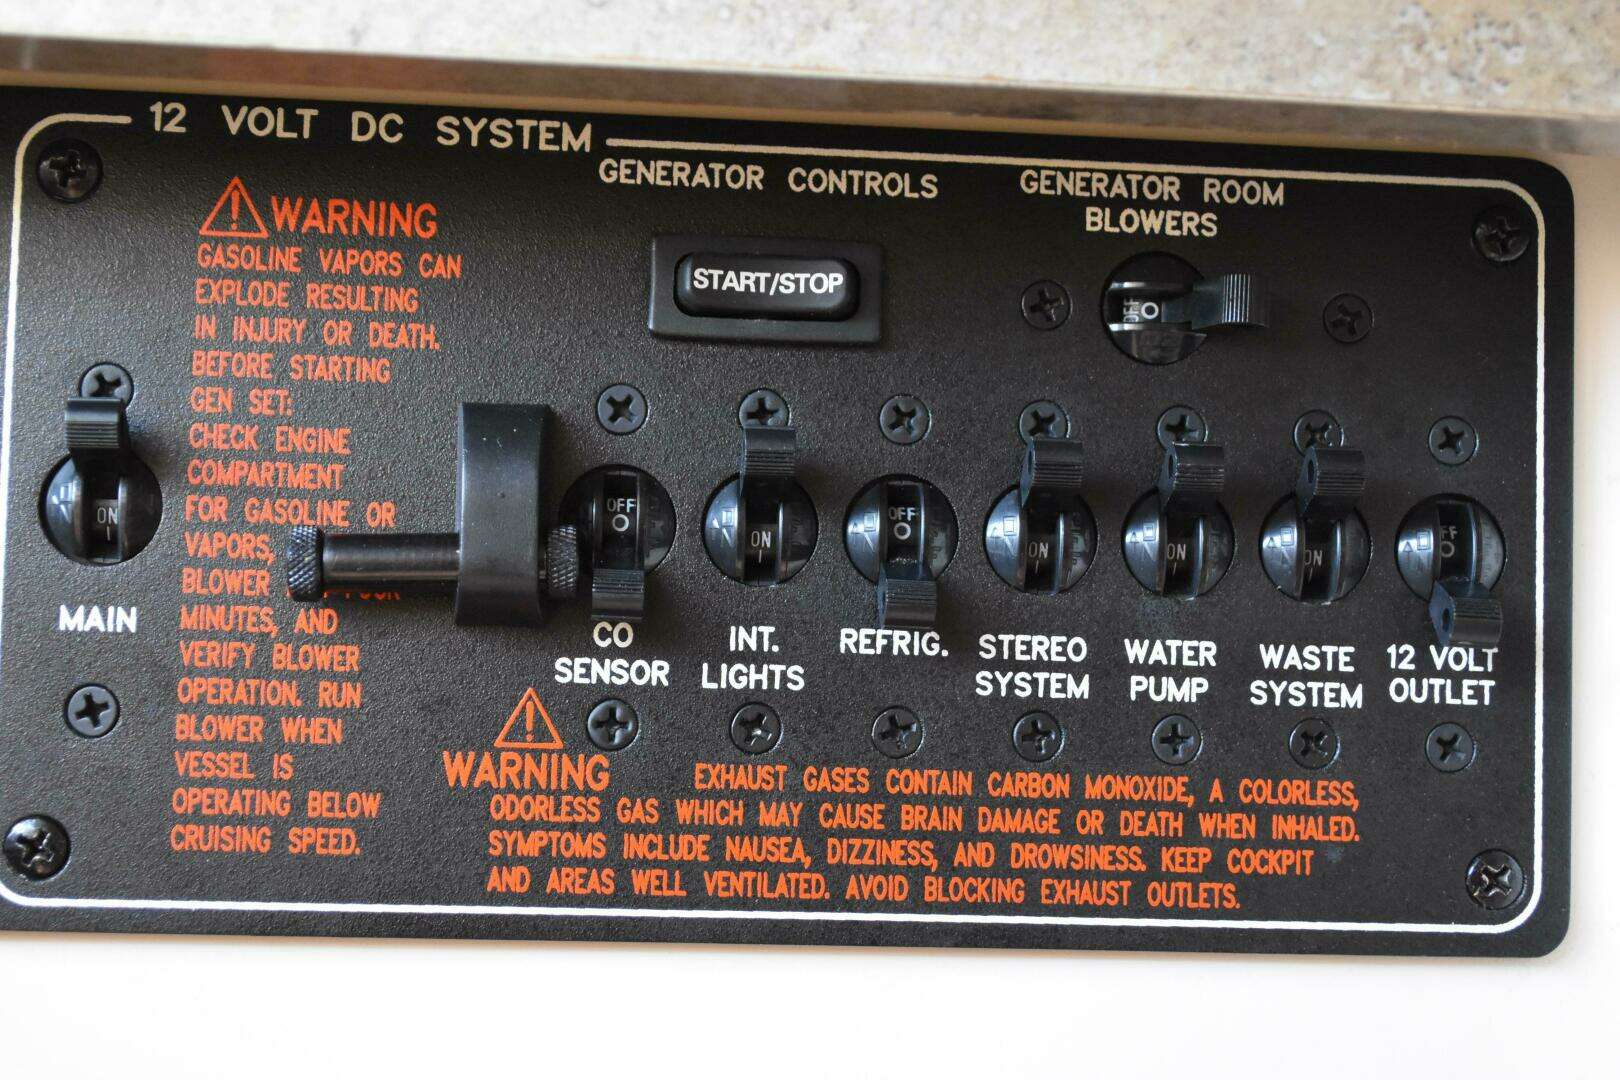 12 VOLT DC SYSTEM
GENERATOR CONTROLS
GENERATOR ROOM
BLOWERS
START/STOP
OFF
WARNING
GASOLINE VAPORS CAN
EXPLODE RESULTING
IN INJURY OR DEATH.
BEFORE STARTING
GEN SET:
CHECK ENGINE
COMPARTMENT
FOR GASOLINE OR
VAPORS,
BLOWER
MINUTES, AND
VERIFY BLOWER
OPERATION. RUN
BLOWER WHEN
VESSEL IS
OPERATING BELOW
CRUISING SPEED.
ON
MAIN
OFF
CO
SENSOR
ON
INT.
LIGHTS
OFF
REFRIG.
ON
STEREO
SYSTEM
ON
WATER
PUMP
ON
WASTE
SYSTEM
12 VOLT
OUTLET
WARNING EXHAUST GASES CONTAIN CARBON MONOXIDE, A COLORLESS,
ODORLESS GAS WHICH MAY CAUSE BRAIN DAMAGE OR DEATH WHEN INHALED.
SYMPTOMS INCLUDE NAUSEA, DIZZINESS, AND DROWSINESS. KEEP COCKPIT
AND AREAS WELL VENTILATED. AVOID BLOCKING EXHAUST OUTLETS.